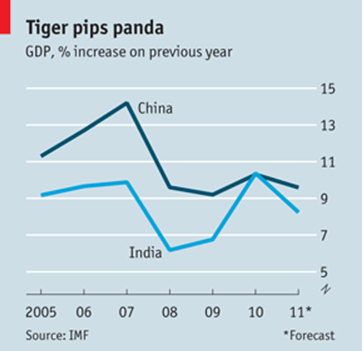 Tiger pips panda
GDP, % increase on previous year
15
China
13
11
9
7
India
5
2005 06 07 08 09 10 11*
Source: IMF *Forecast